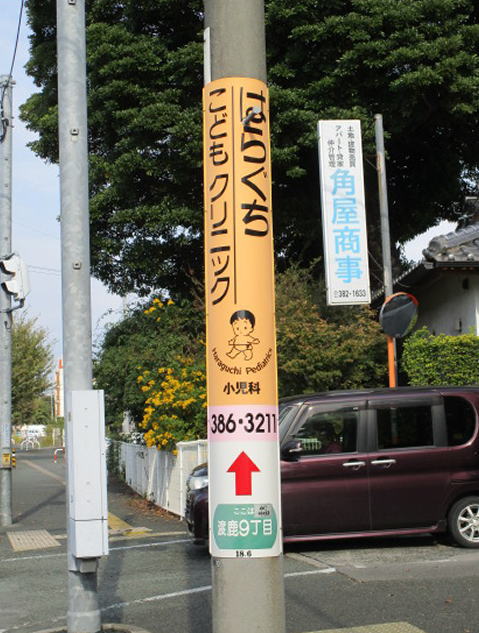 はらぐち
こどもクリニック
Haraguchi Pediatrics
小児科
386・3211
ここは
渡鹿9丁目
18.6
土地・建物売買
アパート・貸家
仲介管理
角屋商事
☎382-1633